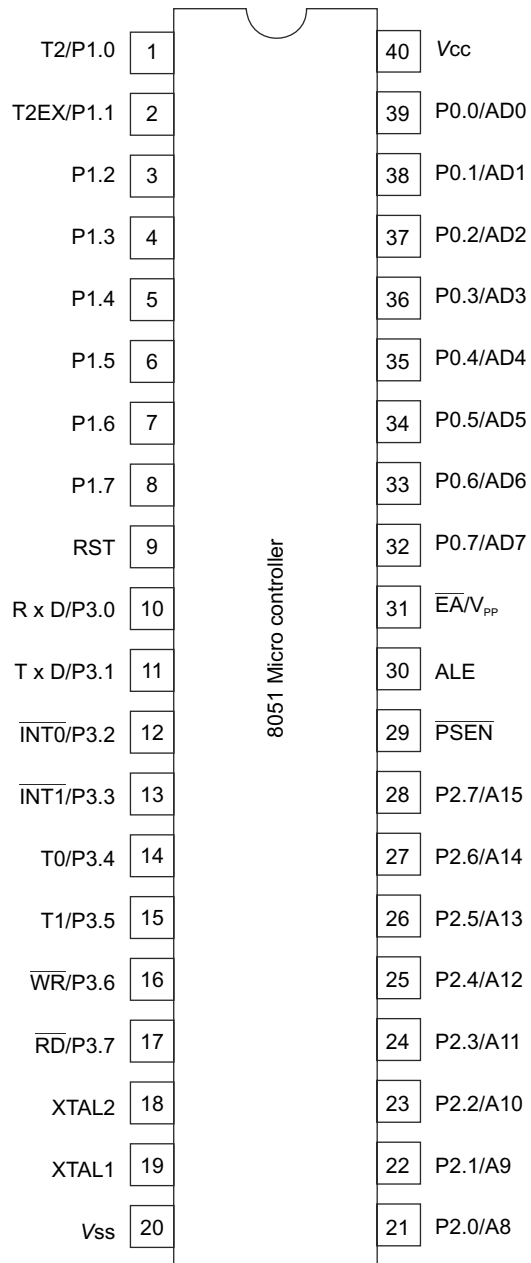 T2/P1.0 1 40 Vcc
T2EX/P1.1 2 39 P0.0/AD0
P1.2 3 38 P0.1/AD1
P1.3 4 37 P0.2/AD2
P1.4 5 36 P0.3/AD3
P1.5 6 35 P0.4/AD4
P1.6 7 34 P0.5/AD5
P1.7 8 33 P0.6/AD6
RST 9 32 P0.7/AD7
R x D/P3.0 10 31 E̅A̅/VPP
T x D/P3.1 11 30 ALE
I̅N̅T̅0̅/P3.2 12 29 P̅S̅E̅N̅
I̅N̅T̅1̅/P3.3 13 28 P2.7/A15
T0/P3.4 14 27 P2.6/A14
T1/P3.5 15 26 P2.5/A13
W̅R̅/P3.6 16 25 P2.4/A12
R̅D̅/P3.7 17 24 P2.3/A11
XTAL2 18 23 P2.2/A10
XTAL1 19 22 P2.1/A9
Vss 20 21 P2.0/A8
8051 Micro controller